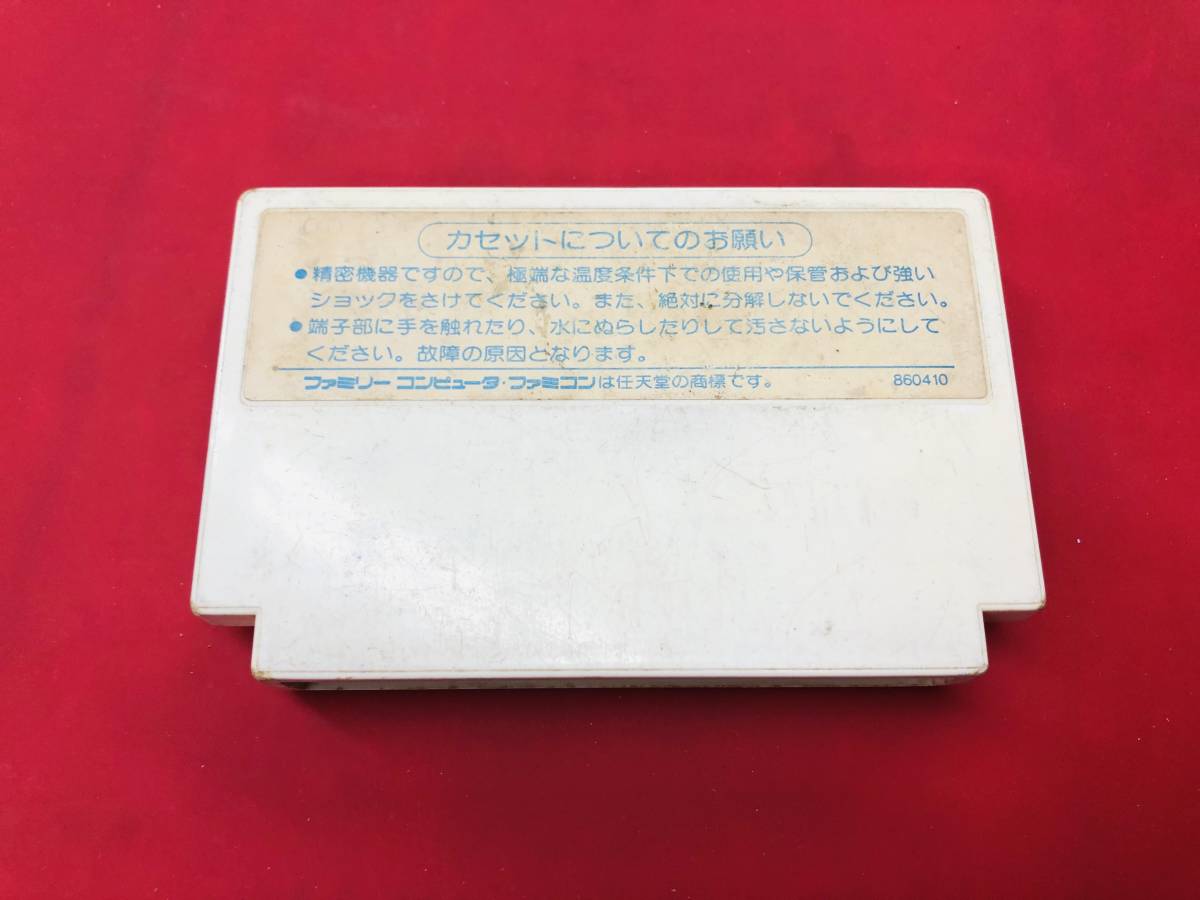 カセットについてのお願い
●精密機器ですので、極端な温度条件下での使用や保管および強い
ショックをさけてください。また、絶対に分解しないでください。
●端子部に手を触れたり、水にぬらしたりして汚さないようにして
ください。故障の原因となります。
ファミリーコンピュータ・ファミコンは任天堂の商標です。 860410